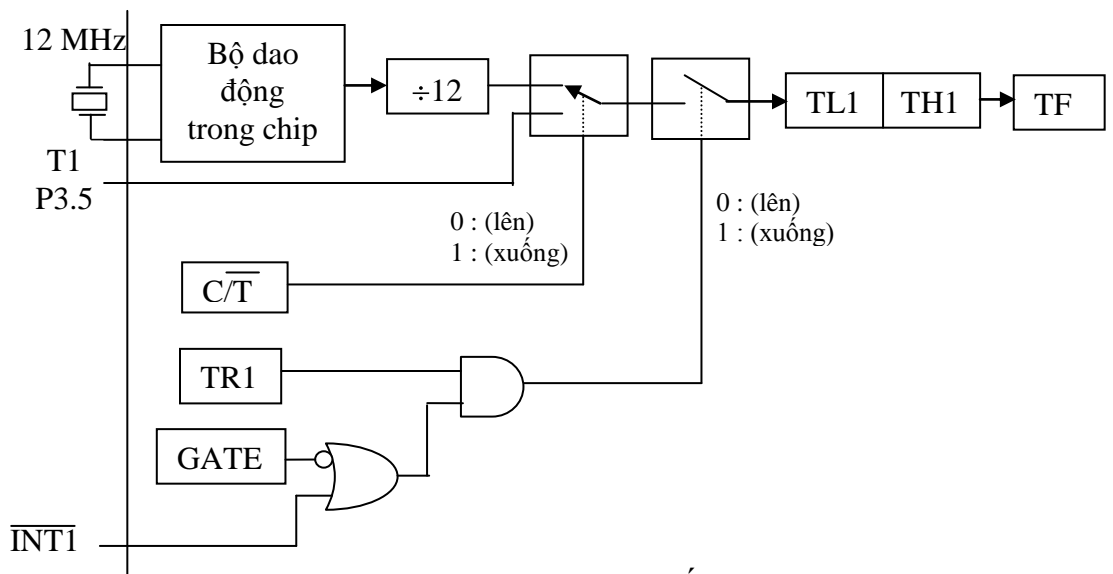 12 MHz
Bộ dao
động
trong chip
÷12
TL1
TH1
TF
T1
P3.5
0 : (lên)
1 : (xuống)
0 : (lên)
1 : (xuống)
C/T̅
TR1
GATE
I̅N̅T̅1̅